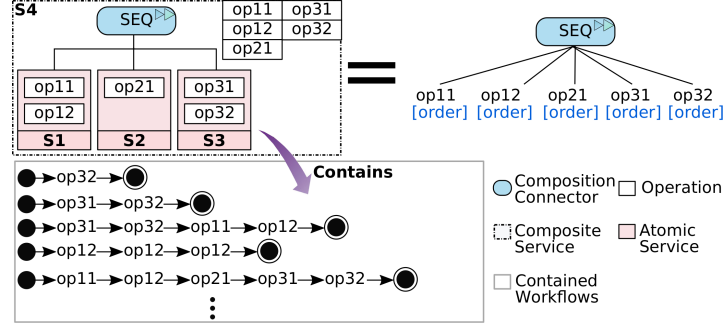 S4
SEQ
op11 op31
op12 op32
op21
op11 op21 op31
op12 op32
S1 S2 S3
SEQ
op11 op12 op21 op31 op32
[order] [order] [order] [order] [order]
Contains
op32
op31 op32
op31 op32 op11 op12
op12 op12 op12
op11 op12 op21 op31 op32
Composition
Connector
Operation
Composite
Service
Atomic
Service
Contained
Workflows